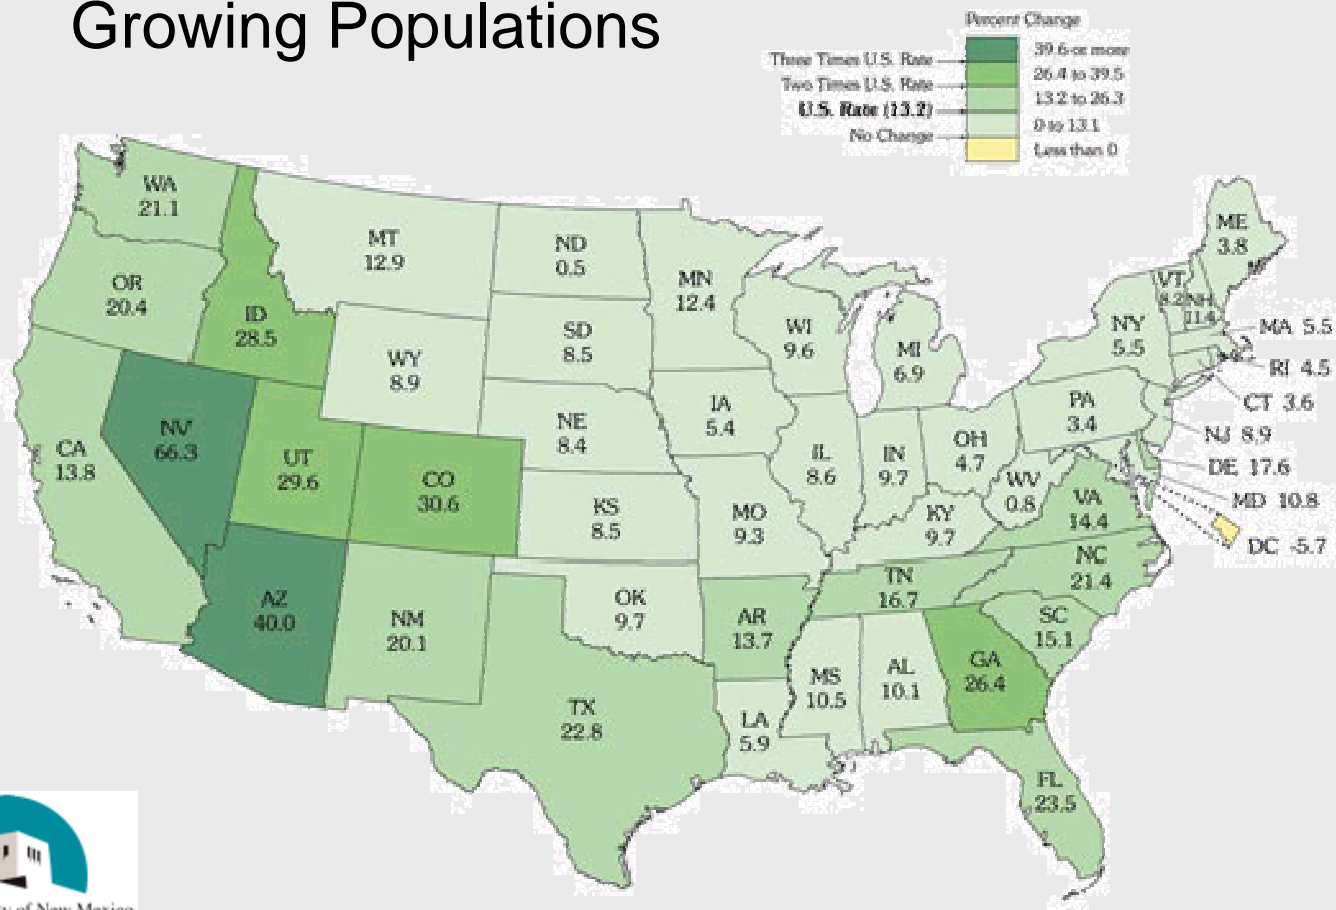 Growing Populations
Percent Change
39.6 or more
Three Times U.S. Rate
26.4 to 39.5
Two Times U.S. Rate
13.2 to 26.3
U.S. Rate (13.2)
0 to 13.1
No Change
Less than 0
WA
21.1
OR
20.4
ID
28.5
MT
12.9
ND
0.5
MN
12.4
ME
3.8
VT
8.2
NH
11.4
MA 5.5
RI 4.5
CT 3.6
NJ 8.9
DE 17.6
MD 10.8
DC -5.7
WY
8.9
SD
8.5
WI
9.6
MI
6.9
NY
5.5
PA
3.4
CA
13.8
NV
66.3
UT
29.6
CO
30.6
NE
8.4
IA
5.4
IL
8.6
IN
9.7
OH
4.7
WV
0.8
VA
14.4
KS
8.5
MO
9.3
KY
9.7
NC
21.4
AZ
40.0
NM
20.1
OK
9.7
AR
13.7
TN
16.7
SC
15.1
TX
22.8
LA
5.9
MS
10.5
AL
10.1
GA
26.4
FL
23.5
of New Mexico